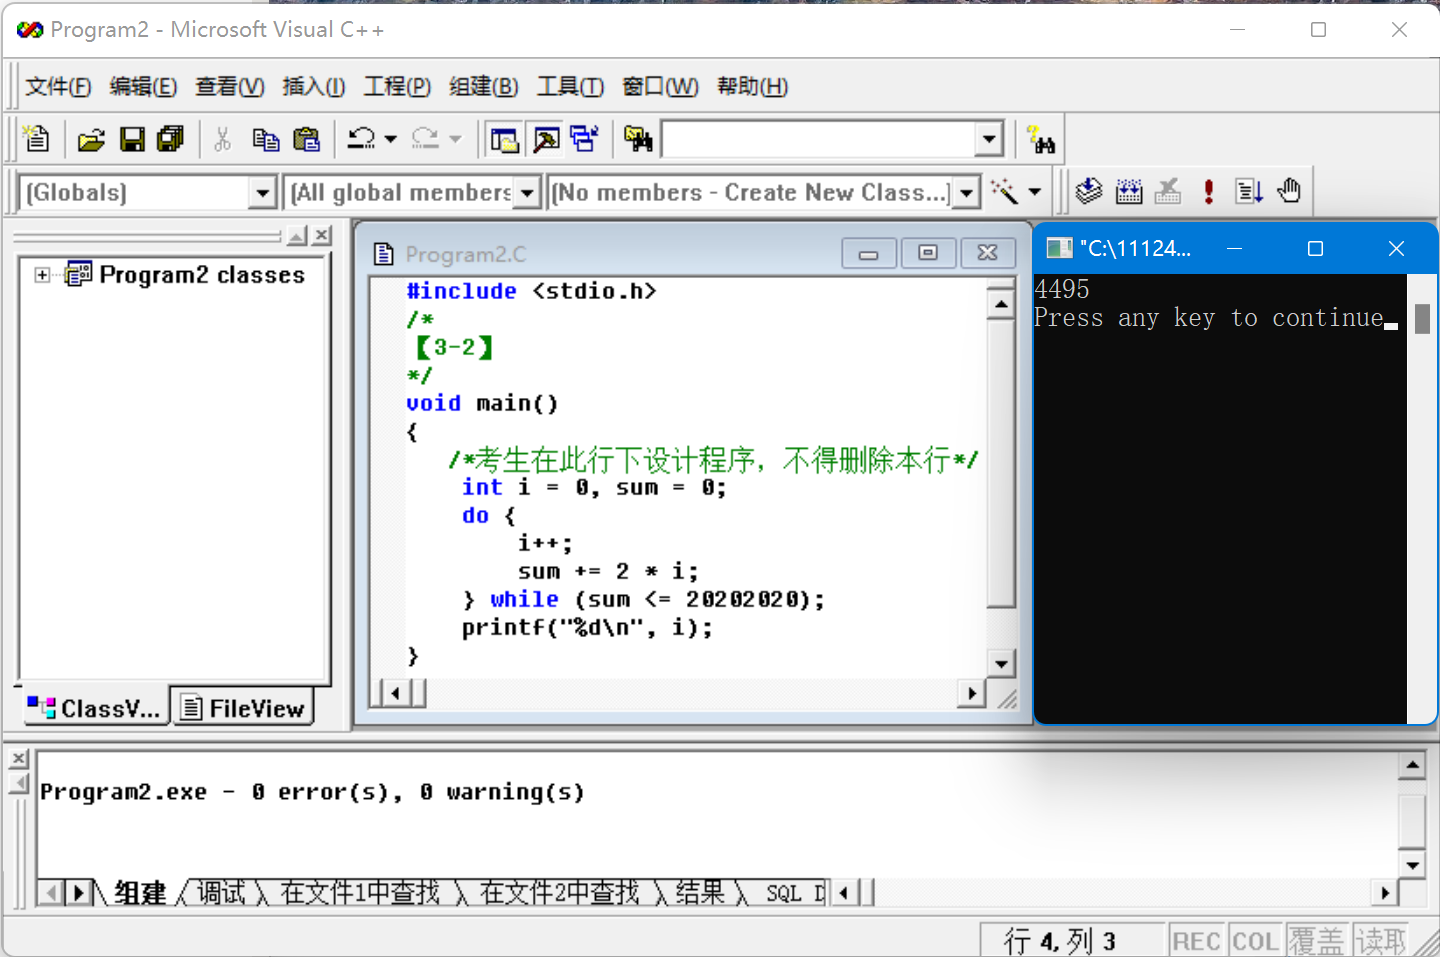 Program2 - Microsoft Visual C++
文件(F) 编辑(E) 查看(V) 插入(I) 工程(P) 组建(B) 工具(T) 窗口(W) 帮助(H)
(Globals) (All global members (No members - Create New Class...)
Program2 classes
ClassV... FileView
Program2.C
#include <stdio.h>
/*
【3-2】
*/
void main()
{
/*考生在此行下设计程序，不得删除本行*/
int i = 0, sum = 0;
do {
i++;
sum += 2 * i;
} while (sum <= 20202020);
printf("%d\n", i);
}
"C:\11124...
4495
Press any key to continue
Program2.exe - 0 error(s), 0 warning(s)
组建 调试 在文件1中查找 在文件2中查找 结果 SQL D
行 4, 列 3 REC COL 覆盖 读取